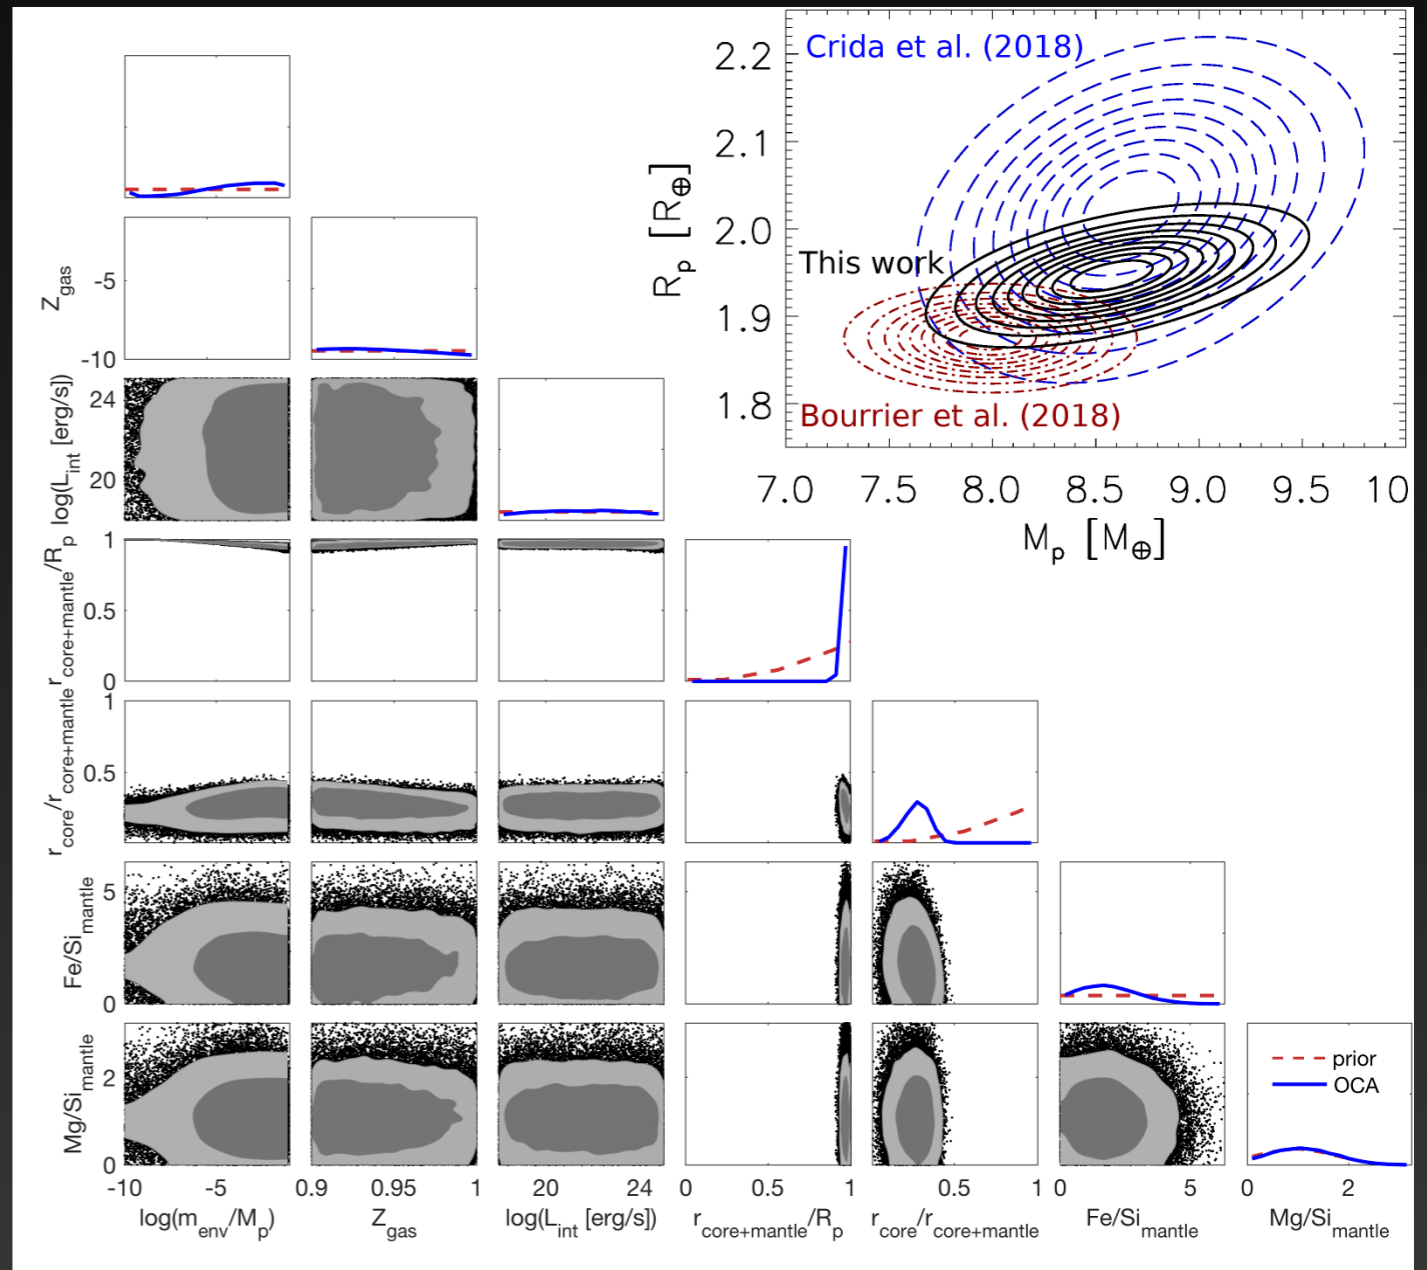 Crida et al. (2018)
This work
Bourrier et al. (2018)
2.2
2.1
2.0
1.9
1.8
R_p [R_⊕]
7.0 7.5 8.0 8.5 9.0 9.5 10
M_p [M_⊕]
Z_gas
-5
-10
log(L_int [erg/s])
24
20
r_core+mantle/R_p
1
0.5
0
r_core/r_core+mantle
1
0.5
0
Fe/Si_mantle
5
0
Mg/Si_mantle
2
0
prior
OCA
-10 -5 0.9 0.95 1 20 24 0 0.5 1 0 0.5 1 0 5 0 2
log(m_env/M_p) Z_gas log(L_int [erg/s]) r_core+mantle/R_p r_core/r_core+mantle Fe/Si_mantle Mg/Si_mantle